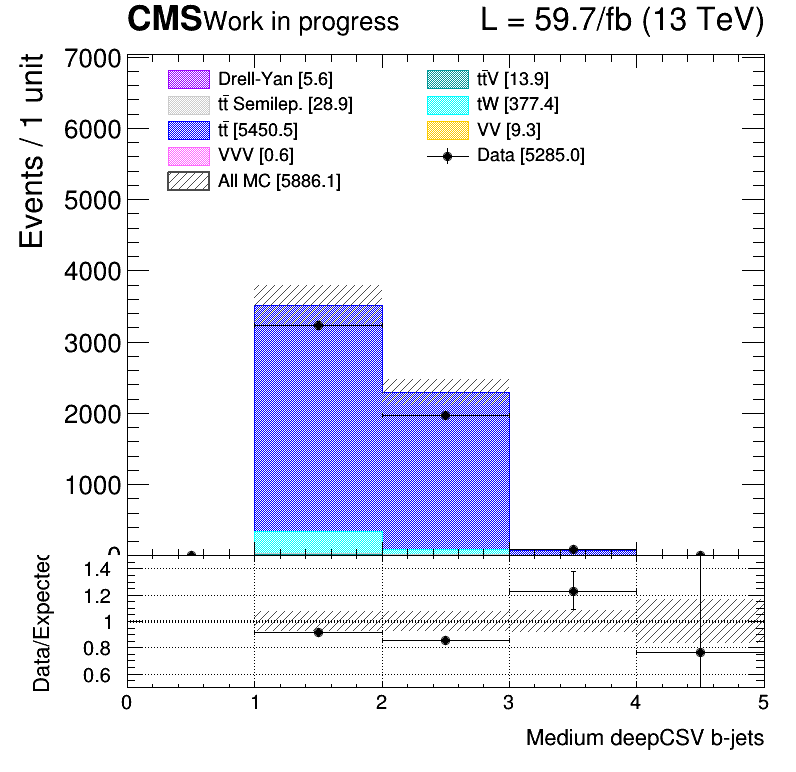 CMS Work in progress L = 59.7/fb (13 TeV)
Events / 1 unit
7000
6000
5000
4000
3000
2000
1000
0
Drell-Yan [5.6]
tt̄ Semilep. [28.9]
tt̄ [5450.5]
VVV [0.6]
All MC [5886.1]
tt̄V [13.9]
tW [377.4]
VV [9.3]
Data [5285.0]
Data/Expected
1.4
1.2
1
0.8
0.6
0 1 2 3 4 5
Medium deepCSV b-jets